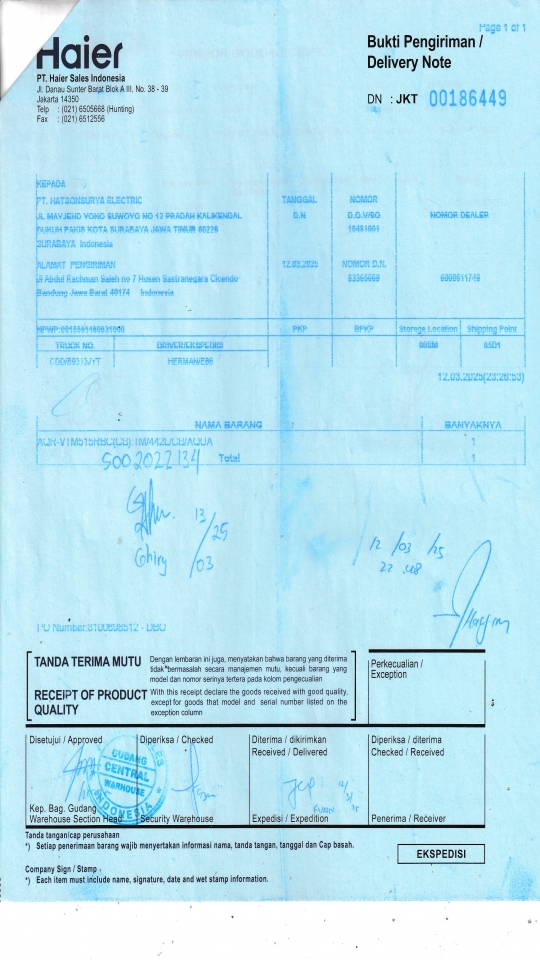 Page 1 of 1
Haier
Bukti Pengiriman /
Delivery Note
PT. Haier Sales Indonesia
Jl. Danau Sunter Barat Blok A III, No. 38 - 39
Jakarta 14350
Telp : (021) 6505668 (Hunting)
Fax : (021) 6512556
DN : JKT 00186449
KEPADA
PT. HATSONSURYA ELECTRIC TANGGAL NOMOR
JL MAYJEND YONO SUWOYO NO 12 PRADAH KALIKENDAL D.N D.O.V/SO NOMOR DEALER
DUKUH PAKIS KOTA SURABAYA JAWA TIMUR 60226
SURABAYA Indonesia
ALAMAT PENGIRIMAN 12.03.2025 NOMOR D.N.
Jl Abdul Rachman Saleh no 7 Husen Sastranegara Cicendo
Bandung Jawa Barat 40174 Indonesia
PKP Storage Location Shipping Point
TRUCK NO. DRIVER/EKSPEDISI
HERMAN/E86
12.03.2025(23:26:53)
NAMA BARANG BANYAKNYA
1
Total 1
S002022134
13
/25
Ghiry /03
12 /03 /25
22.48
PO Number:
TANDA TERIMA MUTU
Dengan lembaran ini juga, menyatakan bahwa barang yang diterima
tidak bermasalah secara manajemen mutu, kecuali barang yang
model dan nomor serinya tertera pada kolom pengecualian
RECEIPT OF PRODUCT
QUALITY
With this receipt declare the goods received with good quality,
except for goods that model and serial number listed on the
exception column
Perkecualian /
Exception
Disetujui / Approved Diperiksa / Checked Diterima / dikirimkan Diperiksa / diterima
Received / Delivered Checked / Received
GUDANG
CENTRAL
WARHOUSE
INDONESIA
Kep. Bag. Gudang
Warehouse Section Head Security Warehouse Expedisi / Expedition Penerima / Receiver
Tanda tangan/cap perusahaan
*) Setiap penerimaan barang wajib menyertakan informasi nama, tanda tangan, tanggal dan Cap basah.
EKSPEDISI
Company Sign / Stamp
*) Each item must include name, signature, date and wet stamp information.